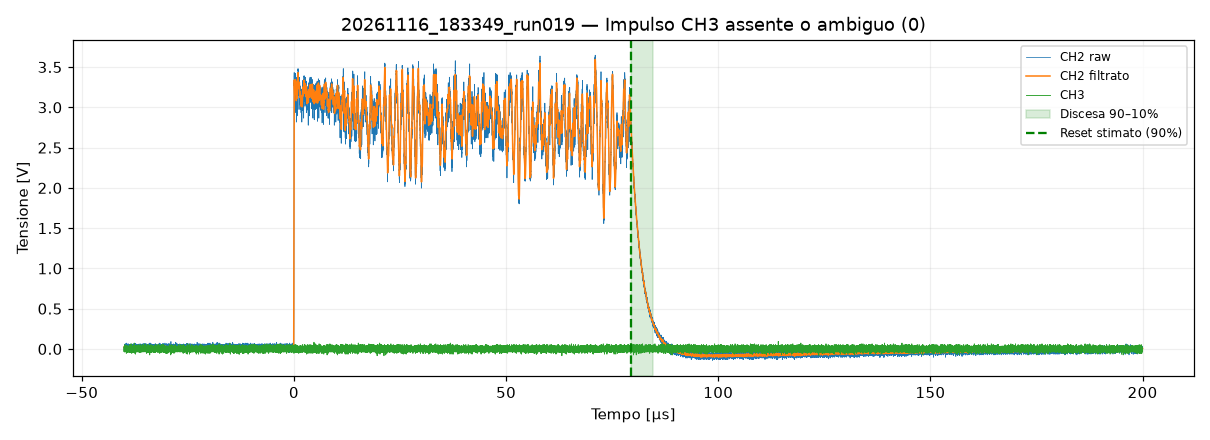 20261116_183349_run019 — Impulso CH3 assente o ambiguo (0)
CH2 raw
CH2 filtrato
CH3
Discesa 90–10%
Reset stimato (90%)
Tensione [V]
3.5
3.0
2.5
2.0
1.5
1.0
0.5
0.0
−50
0
50
100
150
200
Tempo [µs]